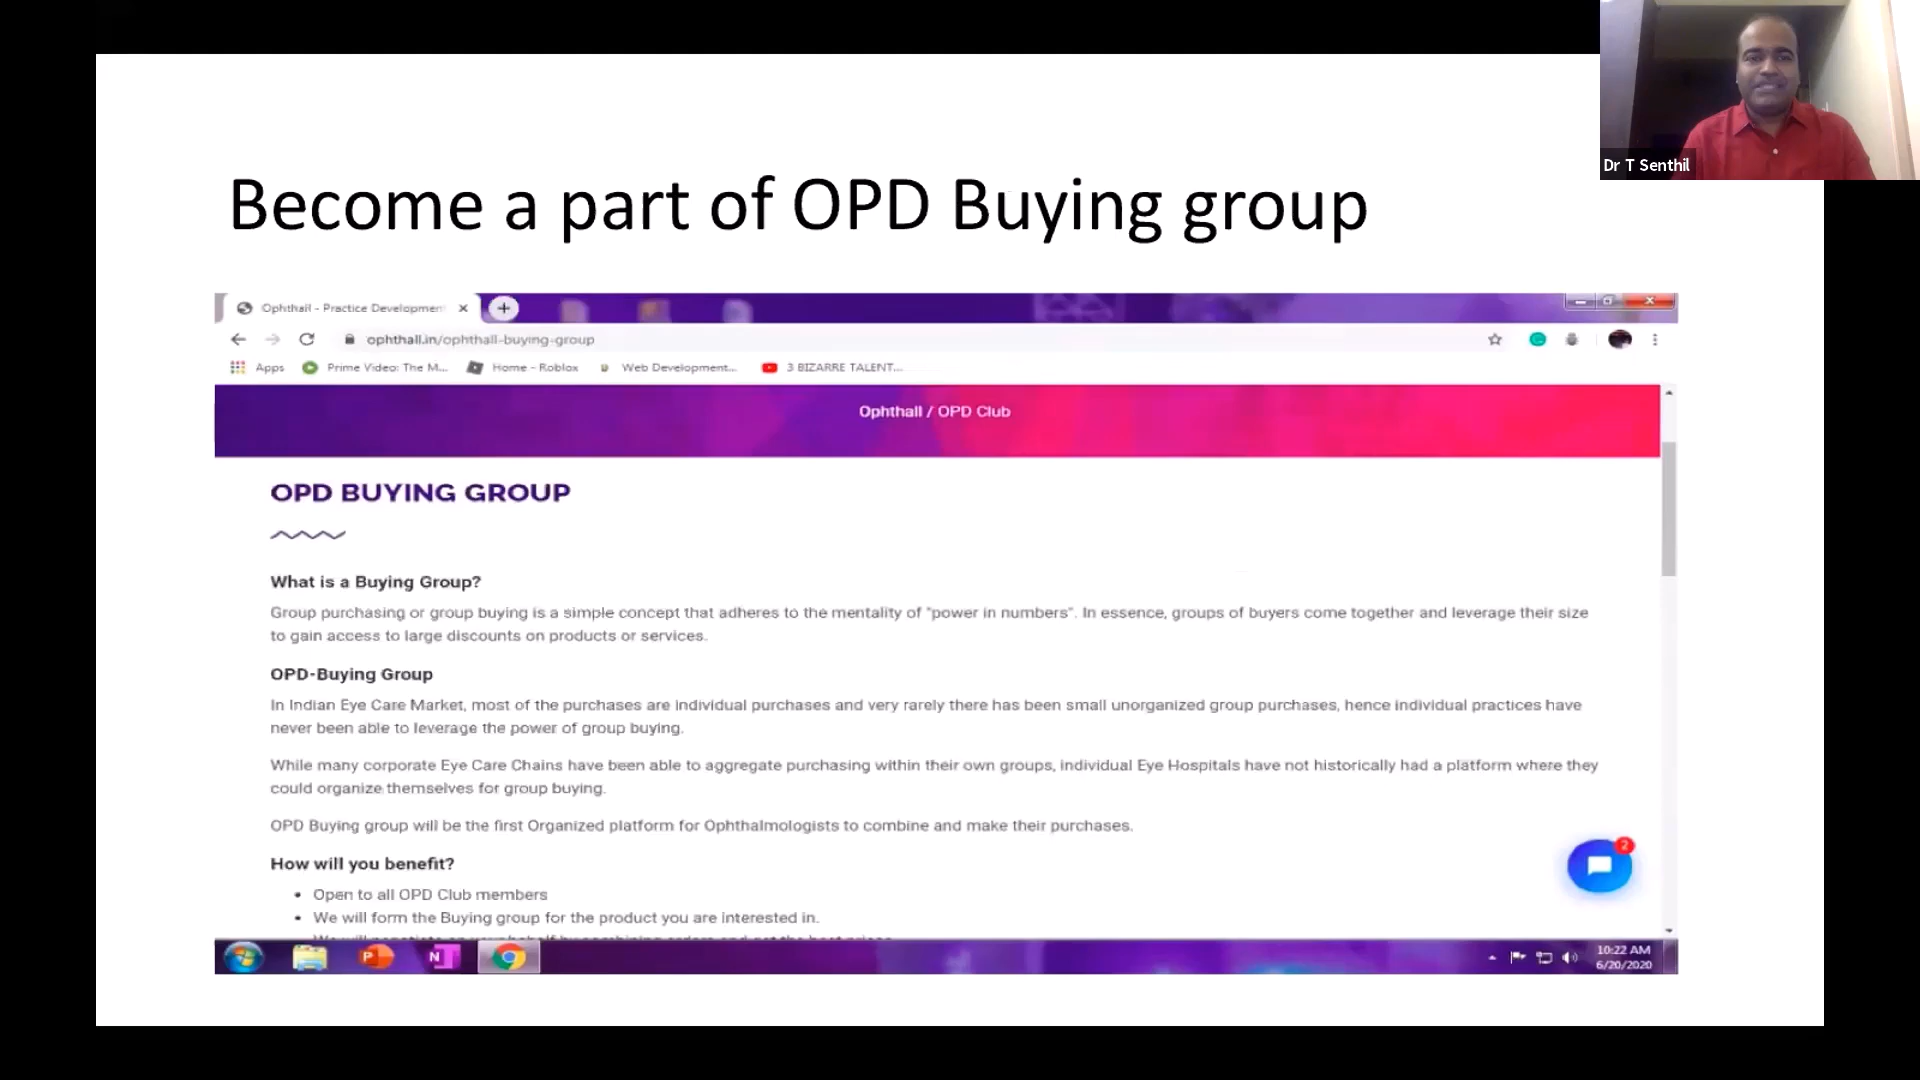 Dr T Senthil
Become a part of OPD Buying group
Ophthall - Practice Developmen
ophthall.in/ophthall-buying-group
Apps
Prime Video: The M...
Home - Roblox
Web Development...
3 BIZARRE TALENT...
Ophthall / OPD Club
OPD BUYING GROUP
What is a Buying Group?
Group purchasing or group buying is a simple concept that adheres to the mentality of "power in numbers". In essence, groups of buyers come together and leverage their size
to gain access to large discounts on products or services.
OPD-Buying Group
In Indian Eye Care Market, most of the purchases are individual purchases and very rarely there has been small unorganized group purchases, hence individual practices have
never been able to leverage the power of group buying.
While many corporate Eye Care Chains have been able to aggregate purchasing within their own groups, individual Eye Hospitals have not historically had a platform where they
could organize themselves for group buying.
OPD Buying group will be the first Organized platform for Ophthalmologists to combine and make their purchases.
How will you benefit?
• Open to all OPD Club members
• We will form the Buying group for the product you are interested in.
2
10:22 AM
6/20/2020